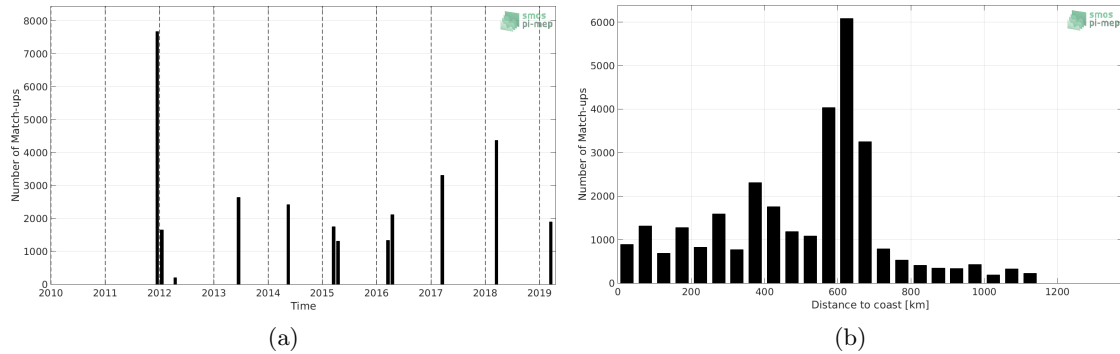 smos
pi-mep
8000
7000
6000
5000
4000
3000
2000
1000
0
Number of Match-ups
2010 2011 2012 2013 2014 2015 2016 2017 2018 2019
Time
(a)
smos
pi-mep
6000
5000
4000
3000
2000
1000
0
Number of Match-ups
0 200 400 600 800 1000 1200
Distance to coast [km]
(b)